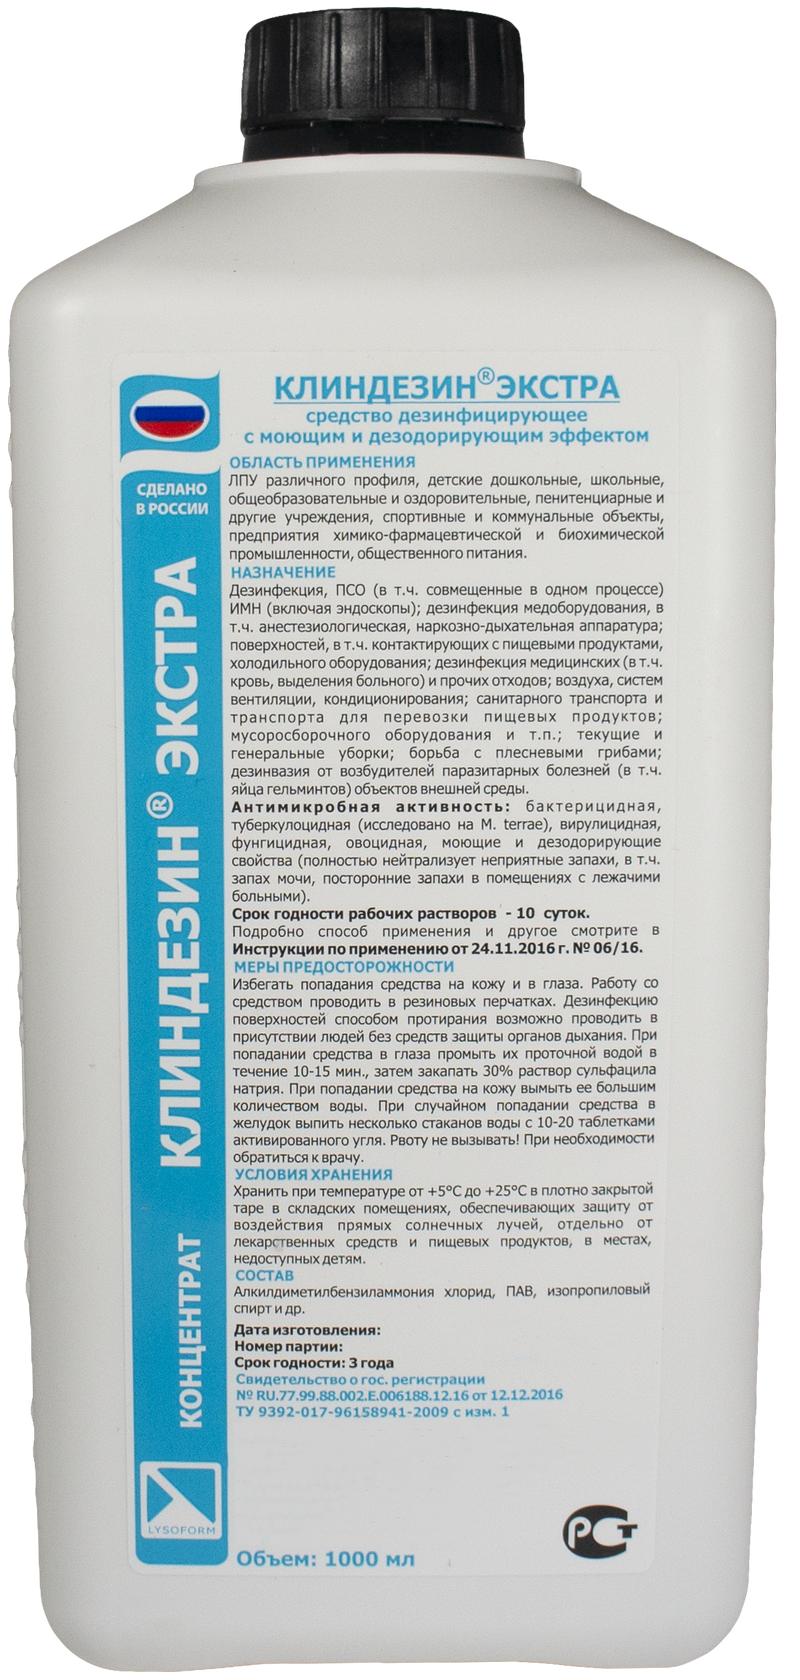 КЛИНДЕЗИН® ЭКСТРА
средство дезинфицирующее
с моющим и дезодорирующим эффектом
ОБЛАСТЬ ПРИМЕНЕНИЯ
ЛПУ различного профиля, детские дошкольные, школьные,
общеобразовательные и оздоровительные, пенитенциарные и
другие учреждения, спортивные и коммунальные объекты,
предприятия химико-фармацевтической и биохимической
промышленности, общественного питания.
НАЗНАЧЕНИЕ
Дезинфекция, ПСО (в т.ч. совмещенные в одном процессе)
ИМН (включая эндоскопы); дезинфекция медоборудования, в
т.ч. анестезиологическая, наркозно-дыхательная аппаратура;
поверхностей, в т.ч. контактирующих с пищевыми продуктами,
холодильного оборудования; дезинфекция медицинских (в т.ч.
кровь, выделения больного) и прочих отходов; воздуха, систем
вентиляции, кондиционирования; санитарного транспорта и
транспорта для перевозки пищевых продуктов;
мусоросборочного оборудования и т.п.; текущие и
генеральные уборки; борьба с плесневыми грибами;
дезинвазия от возбудителей паразитарных болезней (в т.ч.
яйца гельминтов) объектов внешней среды.
Антимикробная активность: бактерицидная,
туберкулоцидная (исследовано на M. terrae), вирулицидная,
фунгицидная, овоцидная, моющие и дезодорирующие
свойства (полностью нейтрализует неприятные запахи, в т.ч.
запах мочи, посторонние запахи в помещениях с лежачими
больными).
Срок годности рабочих растворов - 10 суток.
Подробно способ применения и другое смотрите в
Инструкции по применению от 24.11.2016 г. № 06/16.
МЕРЫ ПРЕДОСТОРОЖНОСТИ
Избегать попадания средства на кожу и в глаза. Работу со
средством проводить в резиновых перчатках. Дезинфекцию
поверхностей способом протирания возможно проводить в
присутствии людей без средств защиты органов дыхания. При
попадании средства в глаза промыть их проточной водой в
течение 10-15 мин., затем закапать 30% раствор сульфацила
натрия. При попадании средства на кожу вымыть ее большим
количеством воды. При случайном попадании средства в
желудок выпить несколько стаканов воды с 10-20 таблетками
активированного угля. Рвоту не вызывать! При необходимости
обратиться к врачу.
УСЛОВИЯ ХРАНЕНИЯ
Хранить при температуре от +5°С до +25°С в плотно закрытой
таре в складских помещениях, обеспечивающих защиту от
воздействия прямых солнечных лучей, отдельно от
лекарственных средств и пищевых продуктов, в местах,
недоступных детям.
СОСТАВ
Алкилдиметилбензиламмония хлорид, ПАВ, изопропиловый
спирт и др.
Дата изготовления:
Номер партии:
Срок годности: 3 года
Свидетельство о гос. регистрации
№ RU.77.99.88.002.E.006188.12.16 от 12.12.2016
ТУ 9392-017-96158941-2009 с изм. 1
Объем: 1000 мл
РСТ
СДЕЛАНО
В РОССИИ
КОНЦЕНТРАТ КЛИНДЕЗИН® ЭКСТРА
LYSOFORM